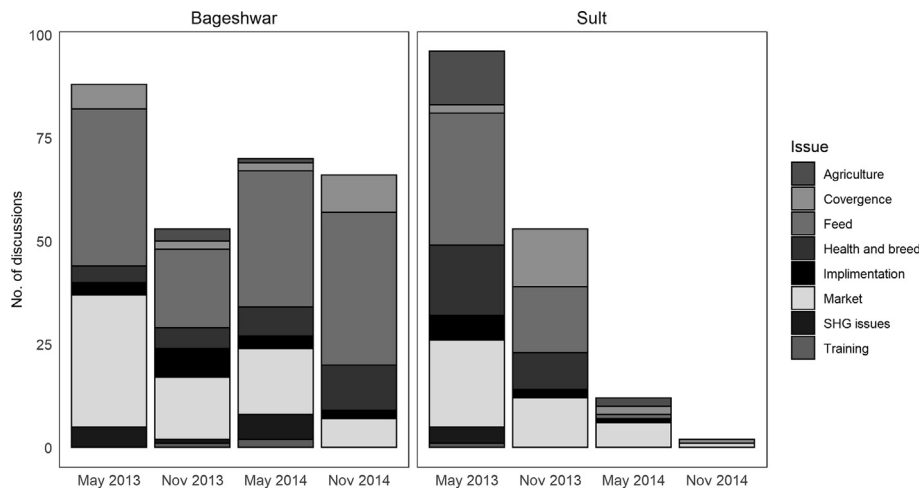 Bageshwar
Sult
No. of discussions
100
75
50
25
0
May 2013
Nov 2013
May 2014
Nov 2014
May 2013
Nov 2013
May 2014
Nov 2014
Issue
Agriculture
Covergence
Feed
Health and breed
Implimentation
Market
SHG issues
Training